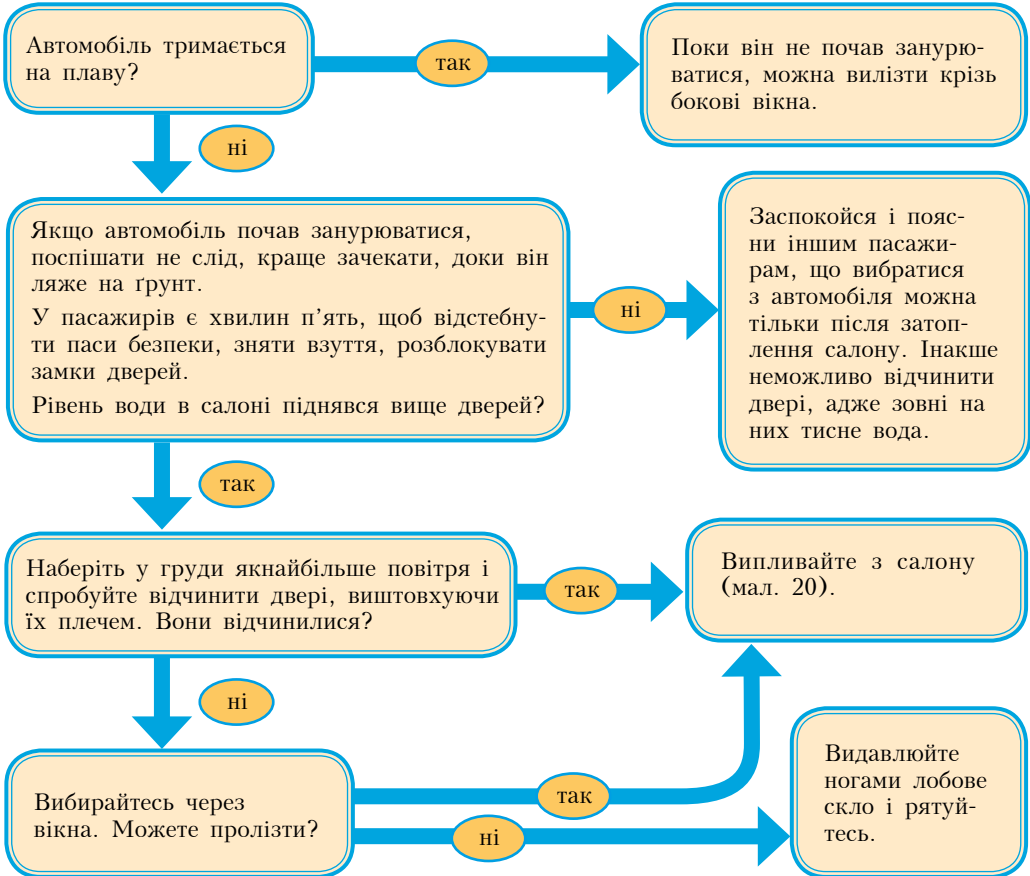 Автомобіль тримається
на плаву?
так
Поки він не почав занурю-
ватися, можна вилізти крізь
бокові вікна.
ні
Якщо автомобіль почав занурюватися,
поспішати не слід, краще зачекати, доки він
ляже на ґрунт.
У пасажирів є хвилин п’ять, щоб відстебну-
ти паси безпеки, зняти взуття, розблокувати
замки дверей.
Рівень води в салоні піднявся вище дверей?
ні
Заспокойся і пояс-
ни іншим пасажи-
рам, що вибратися
з автомобіля можна
тільки після затоп-
лення салону. Інакше
неможливо відчинити
двері, адже зовні на
них тисне вода.
так
Наберіть у груди якнайбільше повітря і
спробуйте відчинити двері, виштовхуючи
їх плечем. Вони відчинилися?
так
Випливайте з салону
(мал. 20).
ні
Вибирайтесь через
вікна. Можете пролізти?
так
ні
Видавлюйте
ногами лобове
скло і рятуй-
тесь.